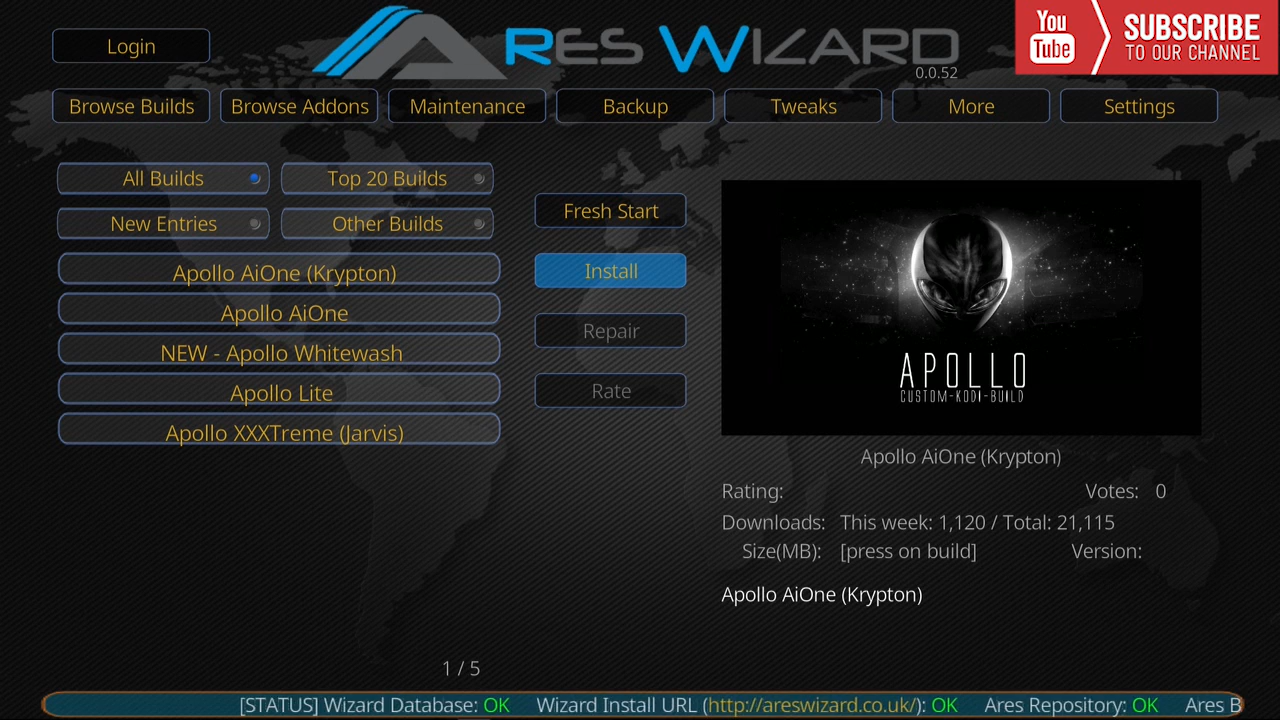 Login
ARES WIZARD
0.0.52
You
Tube
SUBSCRIBE
TO OUR CHANNEL
Browse Builds
Browse Addons
Maintenance
Backup
Tweaks
More
Settings
All Builds
Top 20 Builds
New Entries
Other Builds
Apollo AiOne (Krypton)
Apollo AiOne
NEW - Apollo Whitewash
Apollo Lite
Apollo XXXTreme (Jarvis)
Fresh Start
Install
Repair
Rate
APOLLO
CUSTOM-KODI-BUILD
Apollo AiOne (Krypton)
Rating:
Votes: 0
Downloads: This week: 1,120 / Total: 21,115
Size(MB): [press on build]
Version:
Apollo AiOne (Krypton)
1 / 5
[STATUS] Wizard Database: OK Wizard Install URL (http://areswizard.co.uk/): OK Ares Repository: OK Ares B